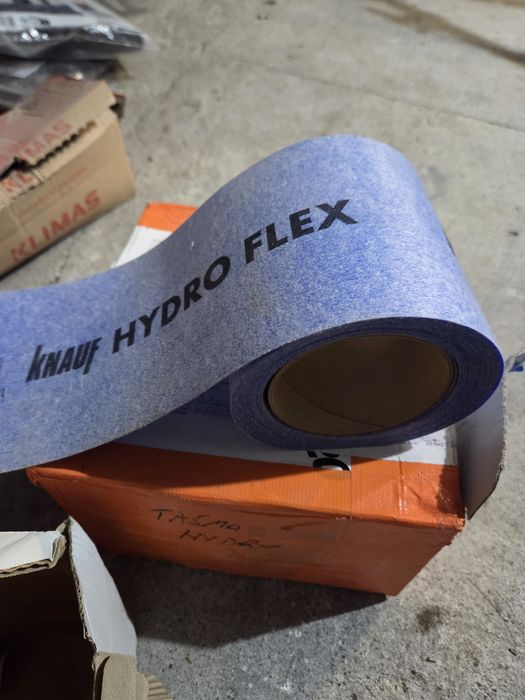 KLIMAS
KLIMAS
KNAUF HYDRO FLEX
TAŚMA
HYDRO